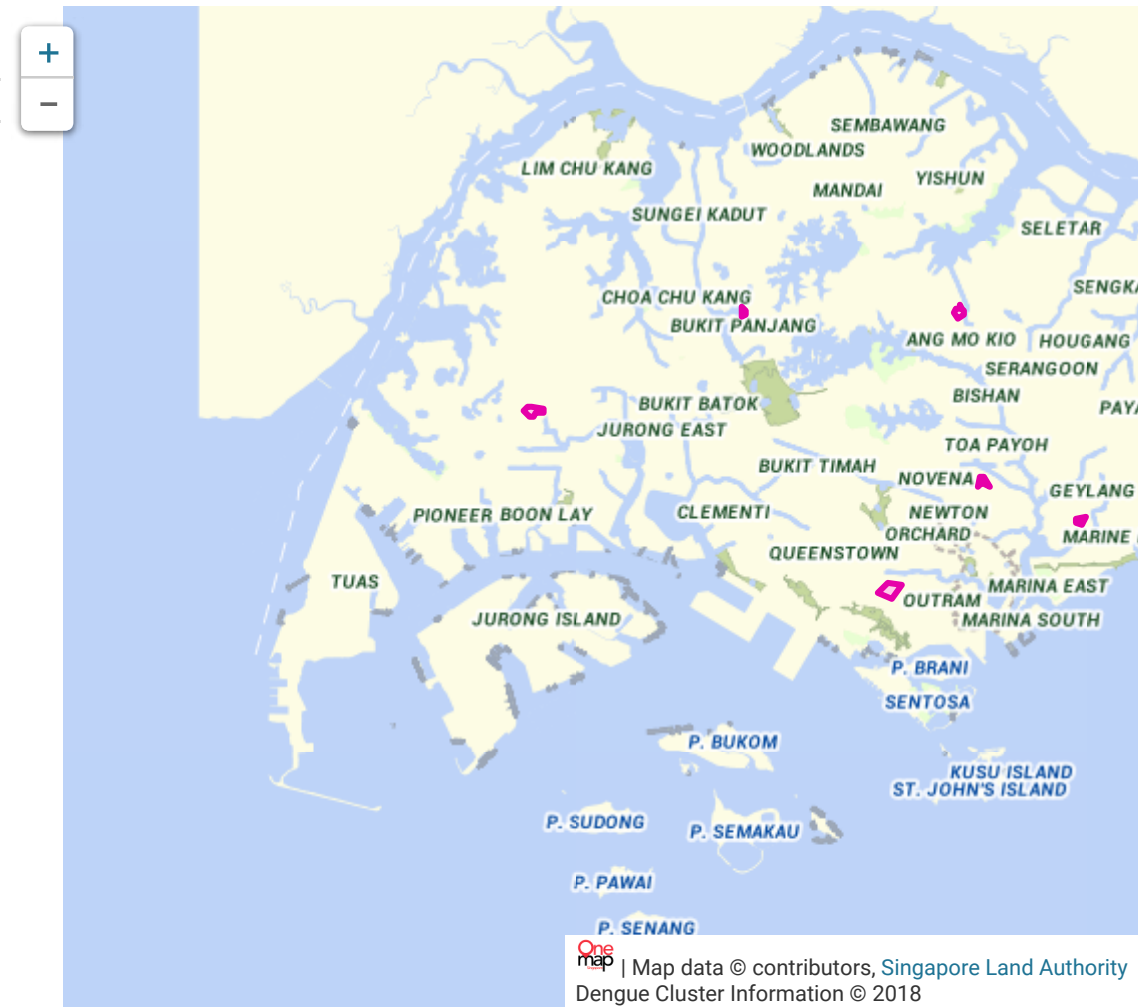 +
−
SEMBAWANG
WOODLANDS
LIM CHU KANG
YISHUN
MANDAI
SUNGEI KADUT
SELETAR
SENGKA
CHOA CHU KANG
BUKIT PANJANG
ANG MO KIO
HOUGANG
SERANGOON
BISHAN
BUKIT BATOK
PAYA
JURONG EAST
TOA PAYOH
BUKIT TIMAH
NOVENA
GEYLANG
PIONEER
BOON LAY
CLEMENTI
NEWTON
ORCHARD
MARINE
QUEENSTOWN
TUAS
MARINA EAST
OUTRAM
JURONG ISLAND
MARINA SOUTH
P. BRANI
SENTOSA
P. BUKOM
KUSU ISLAND
ST. JOHN'S ISLAND
P. SUDONG
P. SEMAKAU
P. PAWAI
P. SENANG
One map Singapore | Map data © contributors, Singapore Land Authority
Dengue Cluster Information © 2018